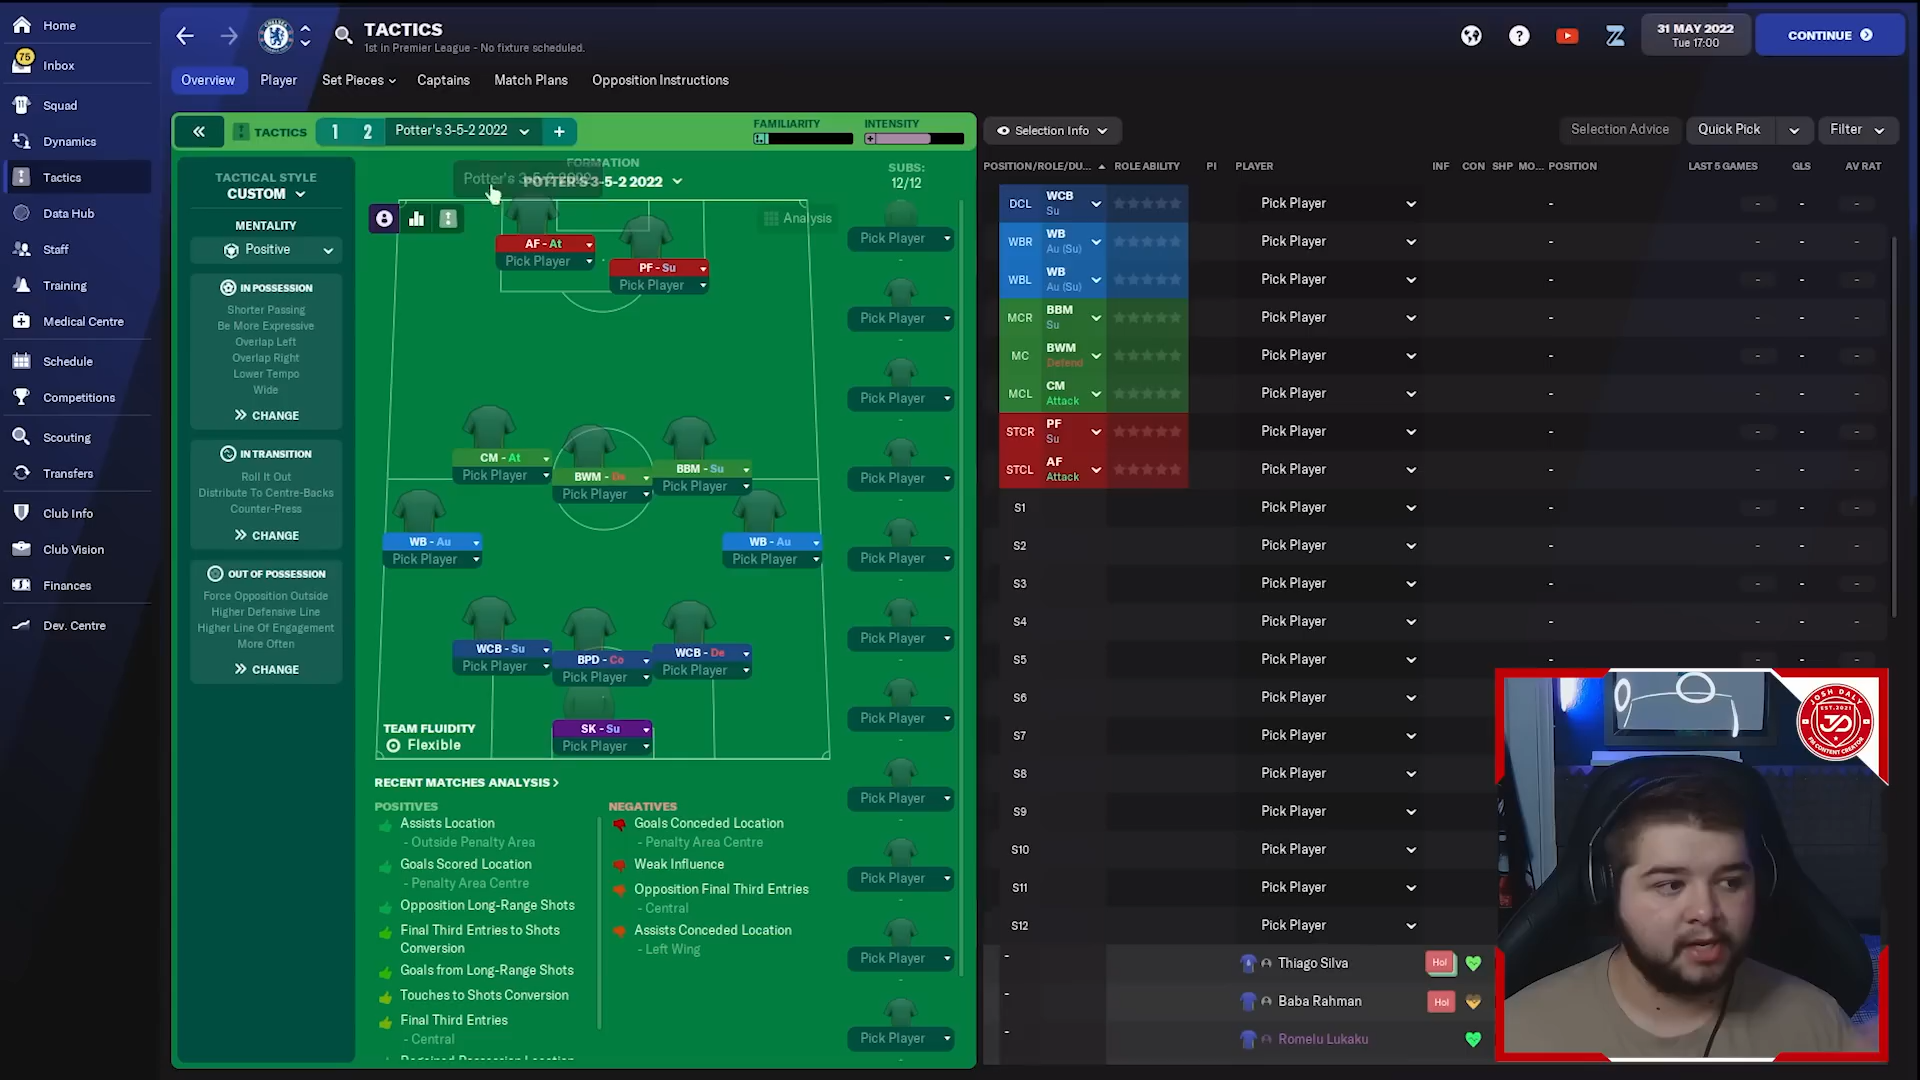 Home
75
Inbox
Squad
Dynamics
Tactics
Data Hub
Staff
Training
Medical Centre
Schedule
Competitions
Scouting
Transfers
Club Info
Club Vision
Finances
Dev. Centre
TACTICS
1st in Premier League - No fixture scheduled.
31 MAY 2022
Tue 17:00
CONTINUE
Overview
Player
Set Pieces
Captains
Match Plans
Opposition Instructions
TACTICS
1
2
Potter's 3-5-2 2022
FAMILIARITY
INTENSITY
TACTICAL STYLE
CUSTOM
MENTALITY
Positive
IN POSSESSION
Shorter Passing
Be More Expressive
Overlap Left
Overlap Right
Lower Tempo
Wide
CHANGE
IN TRANSITION
Roll It Out
Distribute To Centre-Backs
Counter-Press
CHANGE
OUT OF POSSESSION
Force Opposition Outside
Higher Defensive Line
Higher Line Of Engagement
More Often
CHANGE
FORMATION
Potter's 3-5-2 2022
POTTER'S 3-5-2 2022
Analysis
AF - At
Pick Player
PF - Su
Pick Player
CM - At
Pick Player
BWM - De
Pick Player
BBM - Su
Pick Player
WB - Au
Pick Player
WB - Au
Pick Player
WCB - Su
Pick Player
BPD - Co
Pick Player
WCB - De
Pick Player
SK - Su
Pick Player
TEAM FLUIDITY
Flexible
SUBS:
12/12
Pick Player
Pick Player
Pick Player
Pick Player
Pick Player
Pick Player
Pick Player
Pick Player
Pick Player
Pick Player
Pick Player
RECENT MATCHES ANALYSIS >
POSITIVES
Assists Location
- Outside Penalty Area
Goals Scored Location
- Penalty Area Centre
Opposition Long-Range Shots
Final Third Entries to Shots
Conversion
Goals from Long-Range Shots
Touches to Shots Conversion
Final Third Entries
- Central
Regained Possession Location
NEGATIVES
Goals Conceded Location
- Penalty Area Centre
Weak Influence
Opposition Final Third Entries
- Central
Assists Conceded Location
- Left Wing
Selection Info
Selection Advice
Quick Pick
Filter
POSITION/ROLE/DU... ROLE ABILITY PI PLAYER INF CON SHP MO... POSITION LAST 5 GAMES GLS AV RAT
DCL WCB Su Pick Player - - - -
WBR WB Au (Su) Pick Player - - - -
WBL WB Au (Su) Pick Player - - - -
MCR BBM Su Pick Player - - - -
MC BWM Defend Pick Player - - - -
MCL CM Attack Pick Player - - - -
STCR PF Su Pick Player - - - -
STCL AF Attack Pick Player - - - -
S1 Pick Player - - - -
S2 Pick Player - - - -
S3 Pick Player - - - -
S4 Pick Player - - - -
S5 Pick Player - - - -
S6 Pick Player
S7 Pick Player
S8 Pick Player
S9 Pick Player
S10 Pick Player
S11 Pick Player
S12 Pick Player
- Thiago Silva Hol
- Baba Rahman Hol
- Romelu Lukaku
JOSH DALY
EST. 2021
JD
FM CONTENT CREATOR